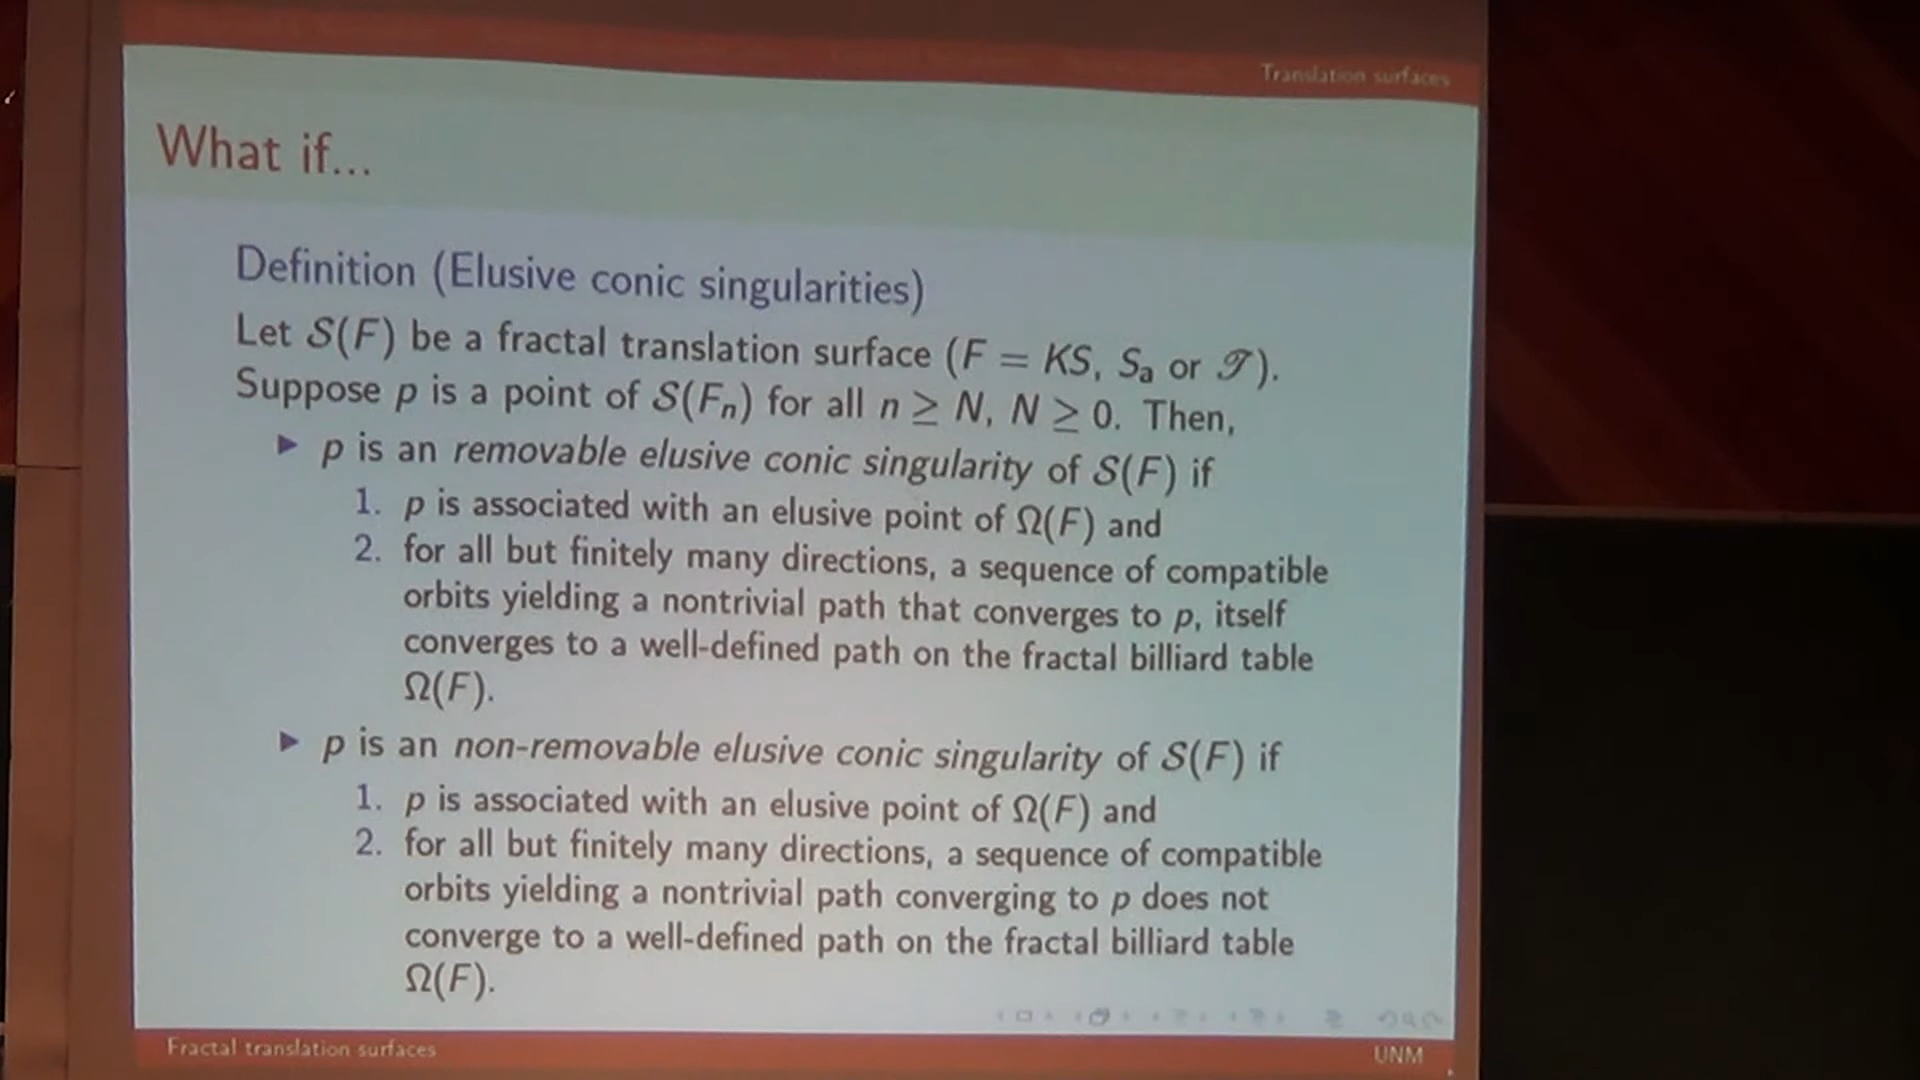 Translation surfaces
What if...
Definition (Elusive conic singularities)
Let 𝒮(F) be a fractal translation surface (F = KS, Sₐ or 𝒯).
Suppose p is a point of 𝒮(Fₙ) for all n ≥ N, N ≥ 0. Then,
▶ p is an removable elusive conic singularity of 𝒮(F) if
1. p is associated with an elusive point of Ω(F) and
2. for all but finitely many directions, a sequence of compatible
orbits yielding a nontrivial path that converges to p, itself
converges to a well-defined path on the fractal billiard table
Ω(F).
▶ p is an non-removable elusive conic singularity of 𝒮(F) if
1. p is associated with an elusive point of Ω(F) and
2. for all but finitely many directions, a sequence of compatible
orbits yielding a nontrivial path converging to p does not
converge to a well-defined path on the fractal billiard table
Ω(F).
Fractal translation surfaces
UNM